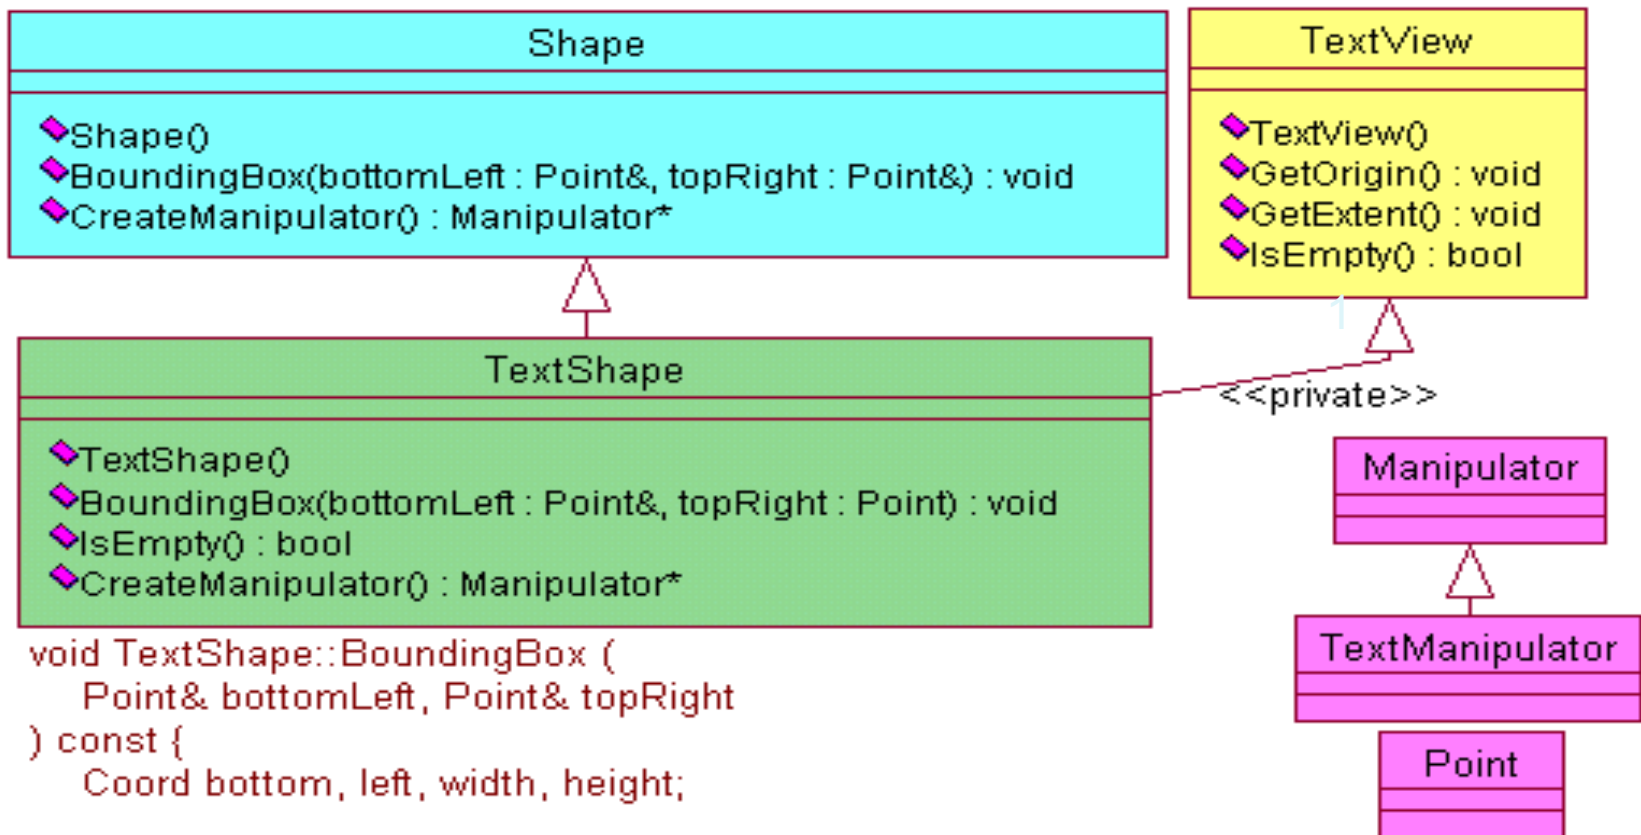 Shape
Shape()
BoundingBox(bottomLeft : Point&, topRight : Point&) : void
CreateManipulator() : Manipulator*
TextView
TextView()
GetOrigin() : void
GetExtent() : void
IsEmpty() : bool
1
TextShape
TextShape()
BoundingBox(bottomLeft : Point&, topRight : Point) : void
IsEmpty() : bool
CreateManipulator() : Manipulator*
<<private>>
Manipulator
TextManipulator
Point
void TextShape::BoundingBox (
Point& bottomLeft, Point& topRight
) const {
Coord bottom, left, width, height;